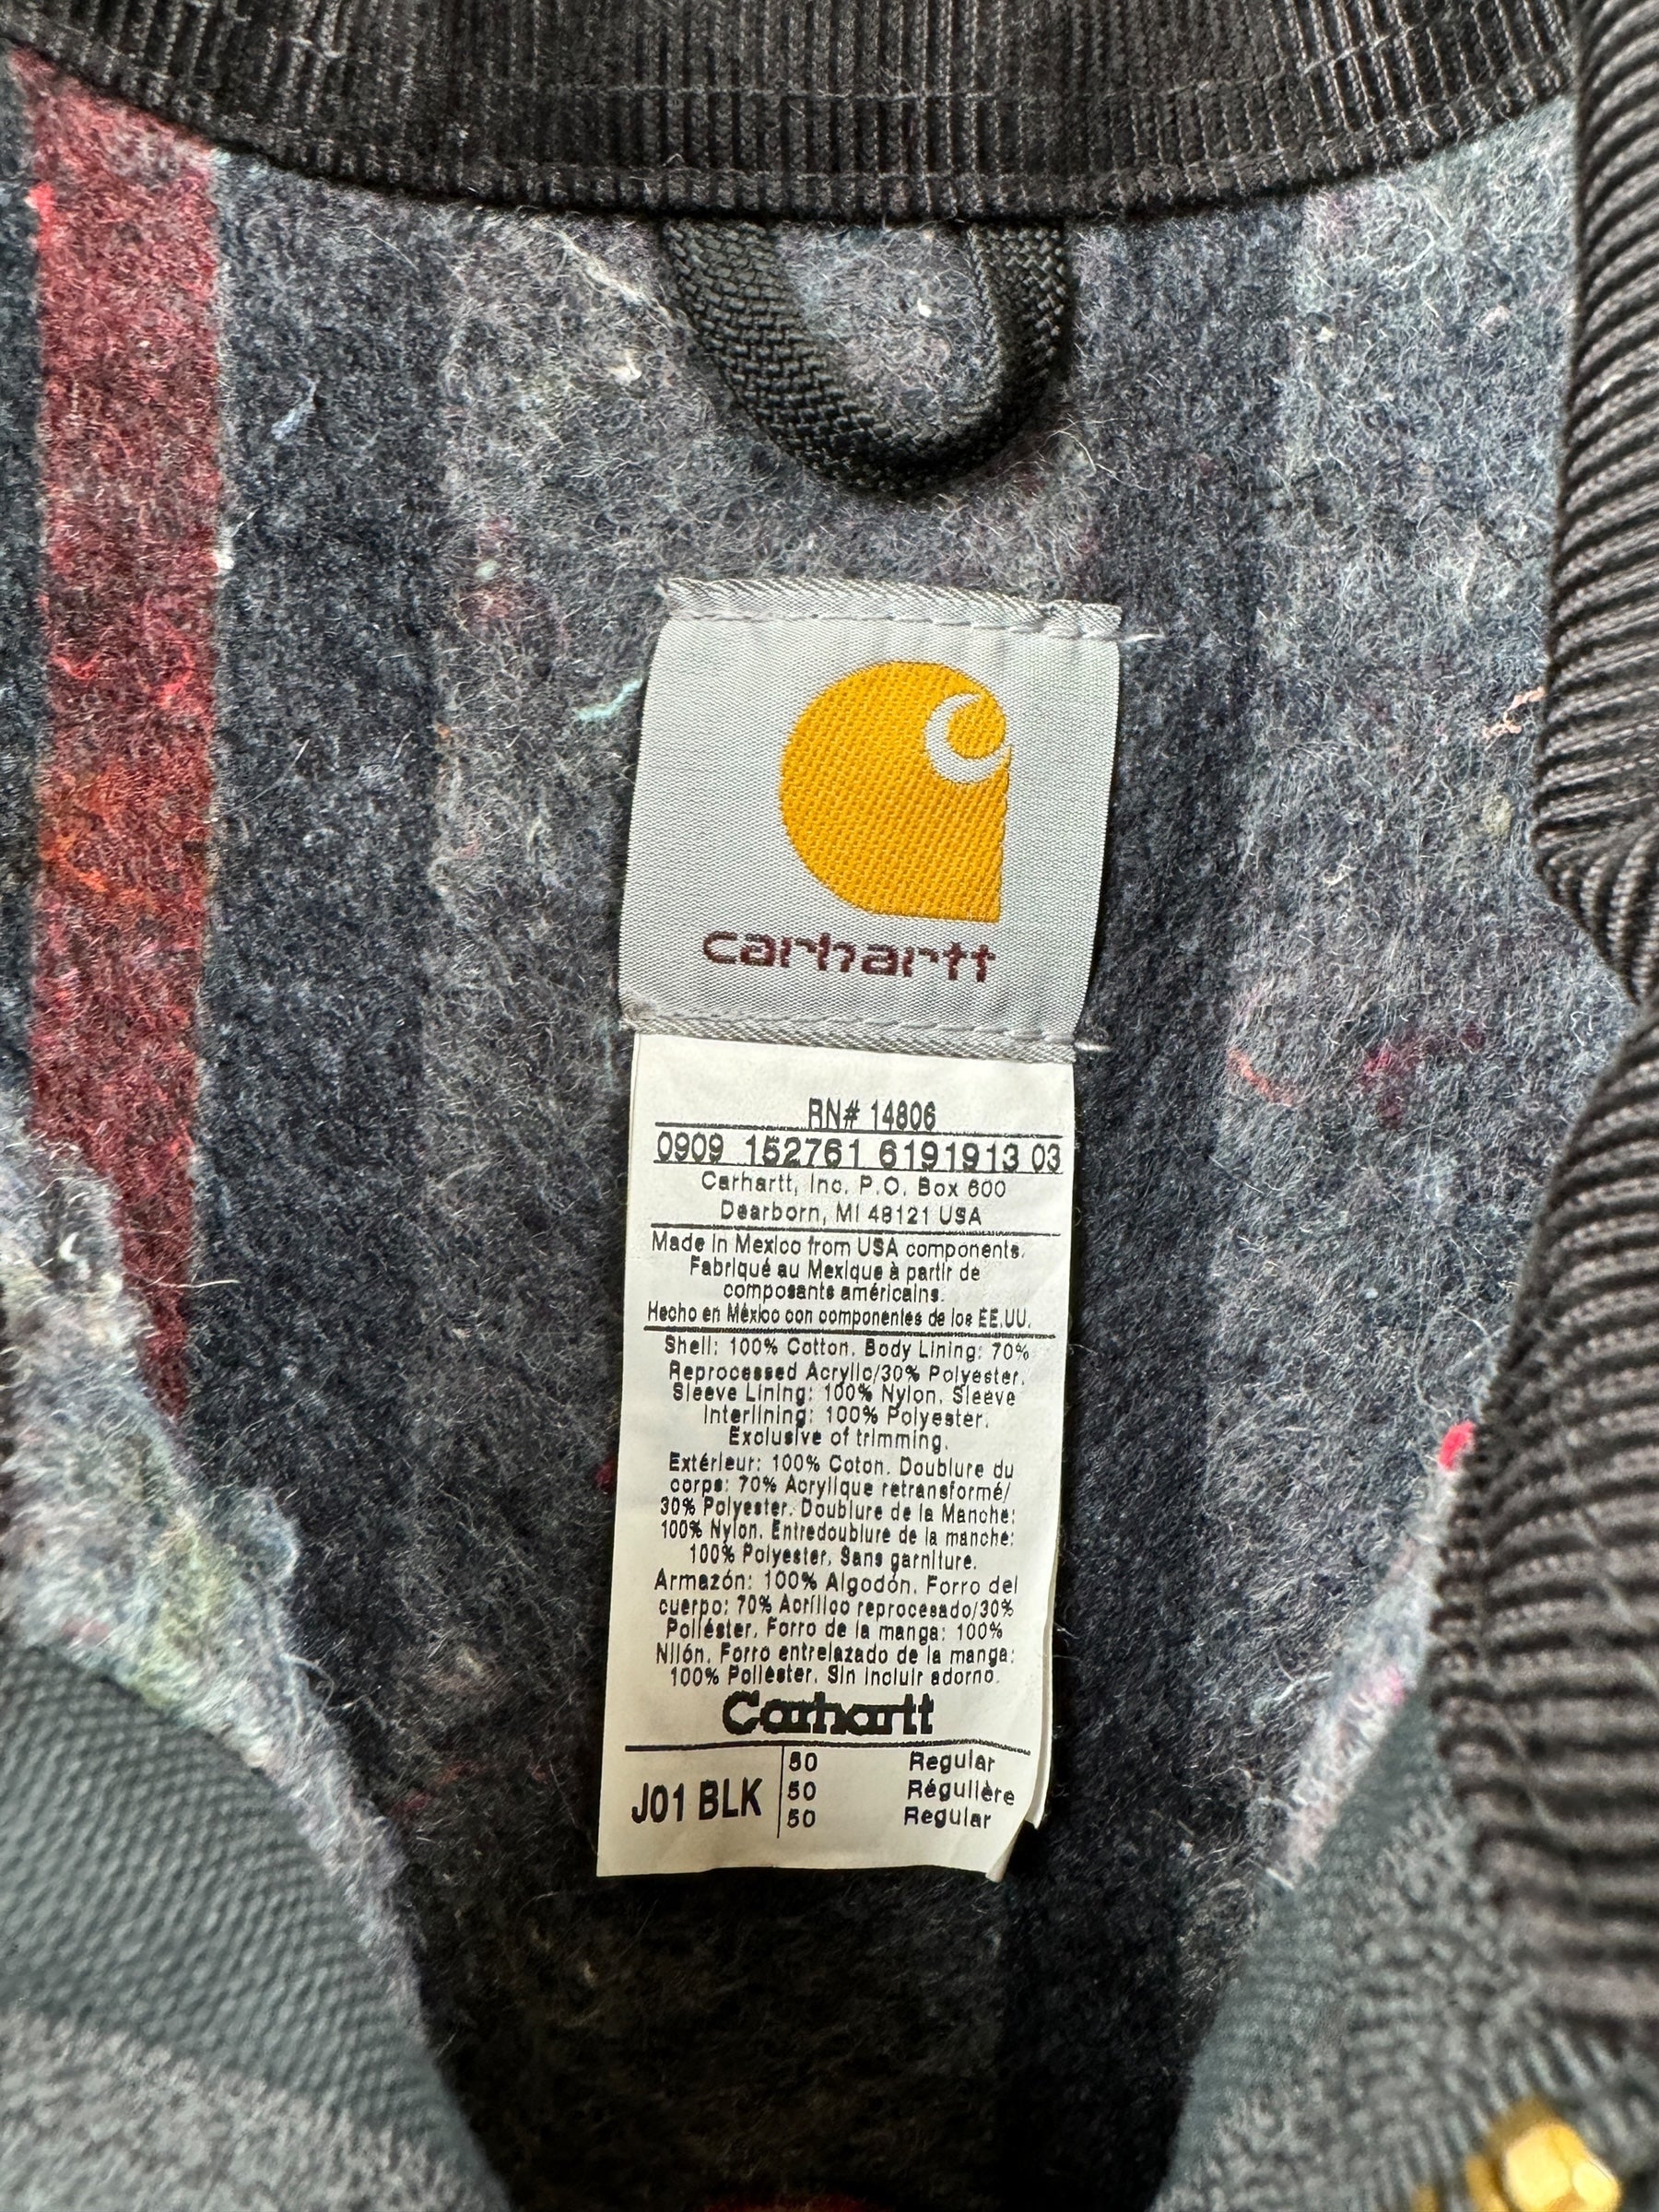 carhartt
RN# 14806
0909 152761 6191913 03
Carhartt, Inc. P.O. Box 600
Dearborn, MI 48121 USA
Made in Mexico from USA components.
Fabriqué au Mexique à partir de
composants américains.
Hecho en México con componentes de los EE.UU.
Shell: 100% Cotton. Body Lining: 70%
Reprocessed Acrylic/30% Polyester.
Sleeve Lining: 100% Nylon. Sleeve
Interlining: 100% Polyester.
Exclusive of trimming.
Extérieur: 100% Coton. Doublure du
corps: 70% Acryllque retransformé/
30% Polyester. Doublure de la Manche:
100% Nylon. Entredoublure de la manche:
100% Polyester. Sans garniture.
Armazón: 100% Algodón. Forro del
cuerpo: 70% Acrílico reprocesado/30%
Poliéster. Forro de la manga: 100%
Nilón. Forro entrelazado de la manga:
100% Poliéster. Sin incluir adorno.
Carhartt
J01 BLK
50 Regular
50 Régulière
50 Regular